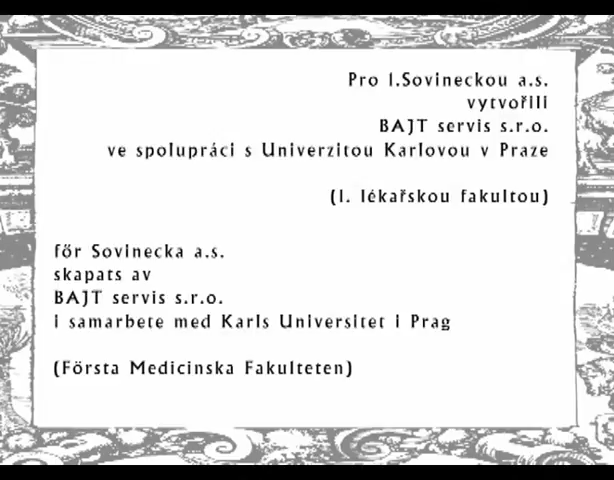 Pro I.Sovineckou a.s.
vytvořili
BAJT servis s.r.o.
ve spolupráci s Univerzitou Karlovou v Praze
(I. lékařskou fakultou)
för Sovinecka a.s.
skapats av
BAJT servis s.r.o.
i samarbete med Karls Universitet i Prag
(Första Medicinska Fakulteten)